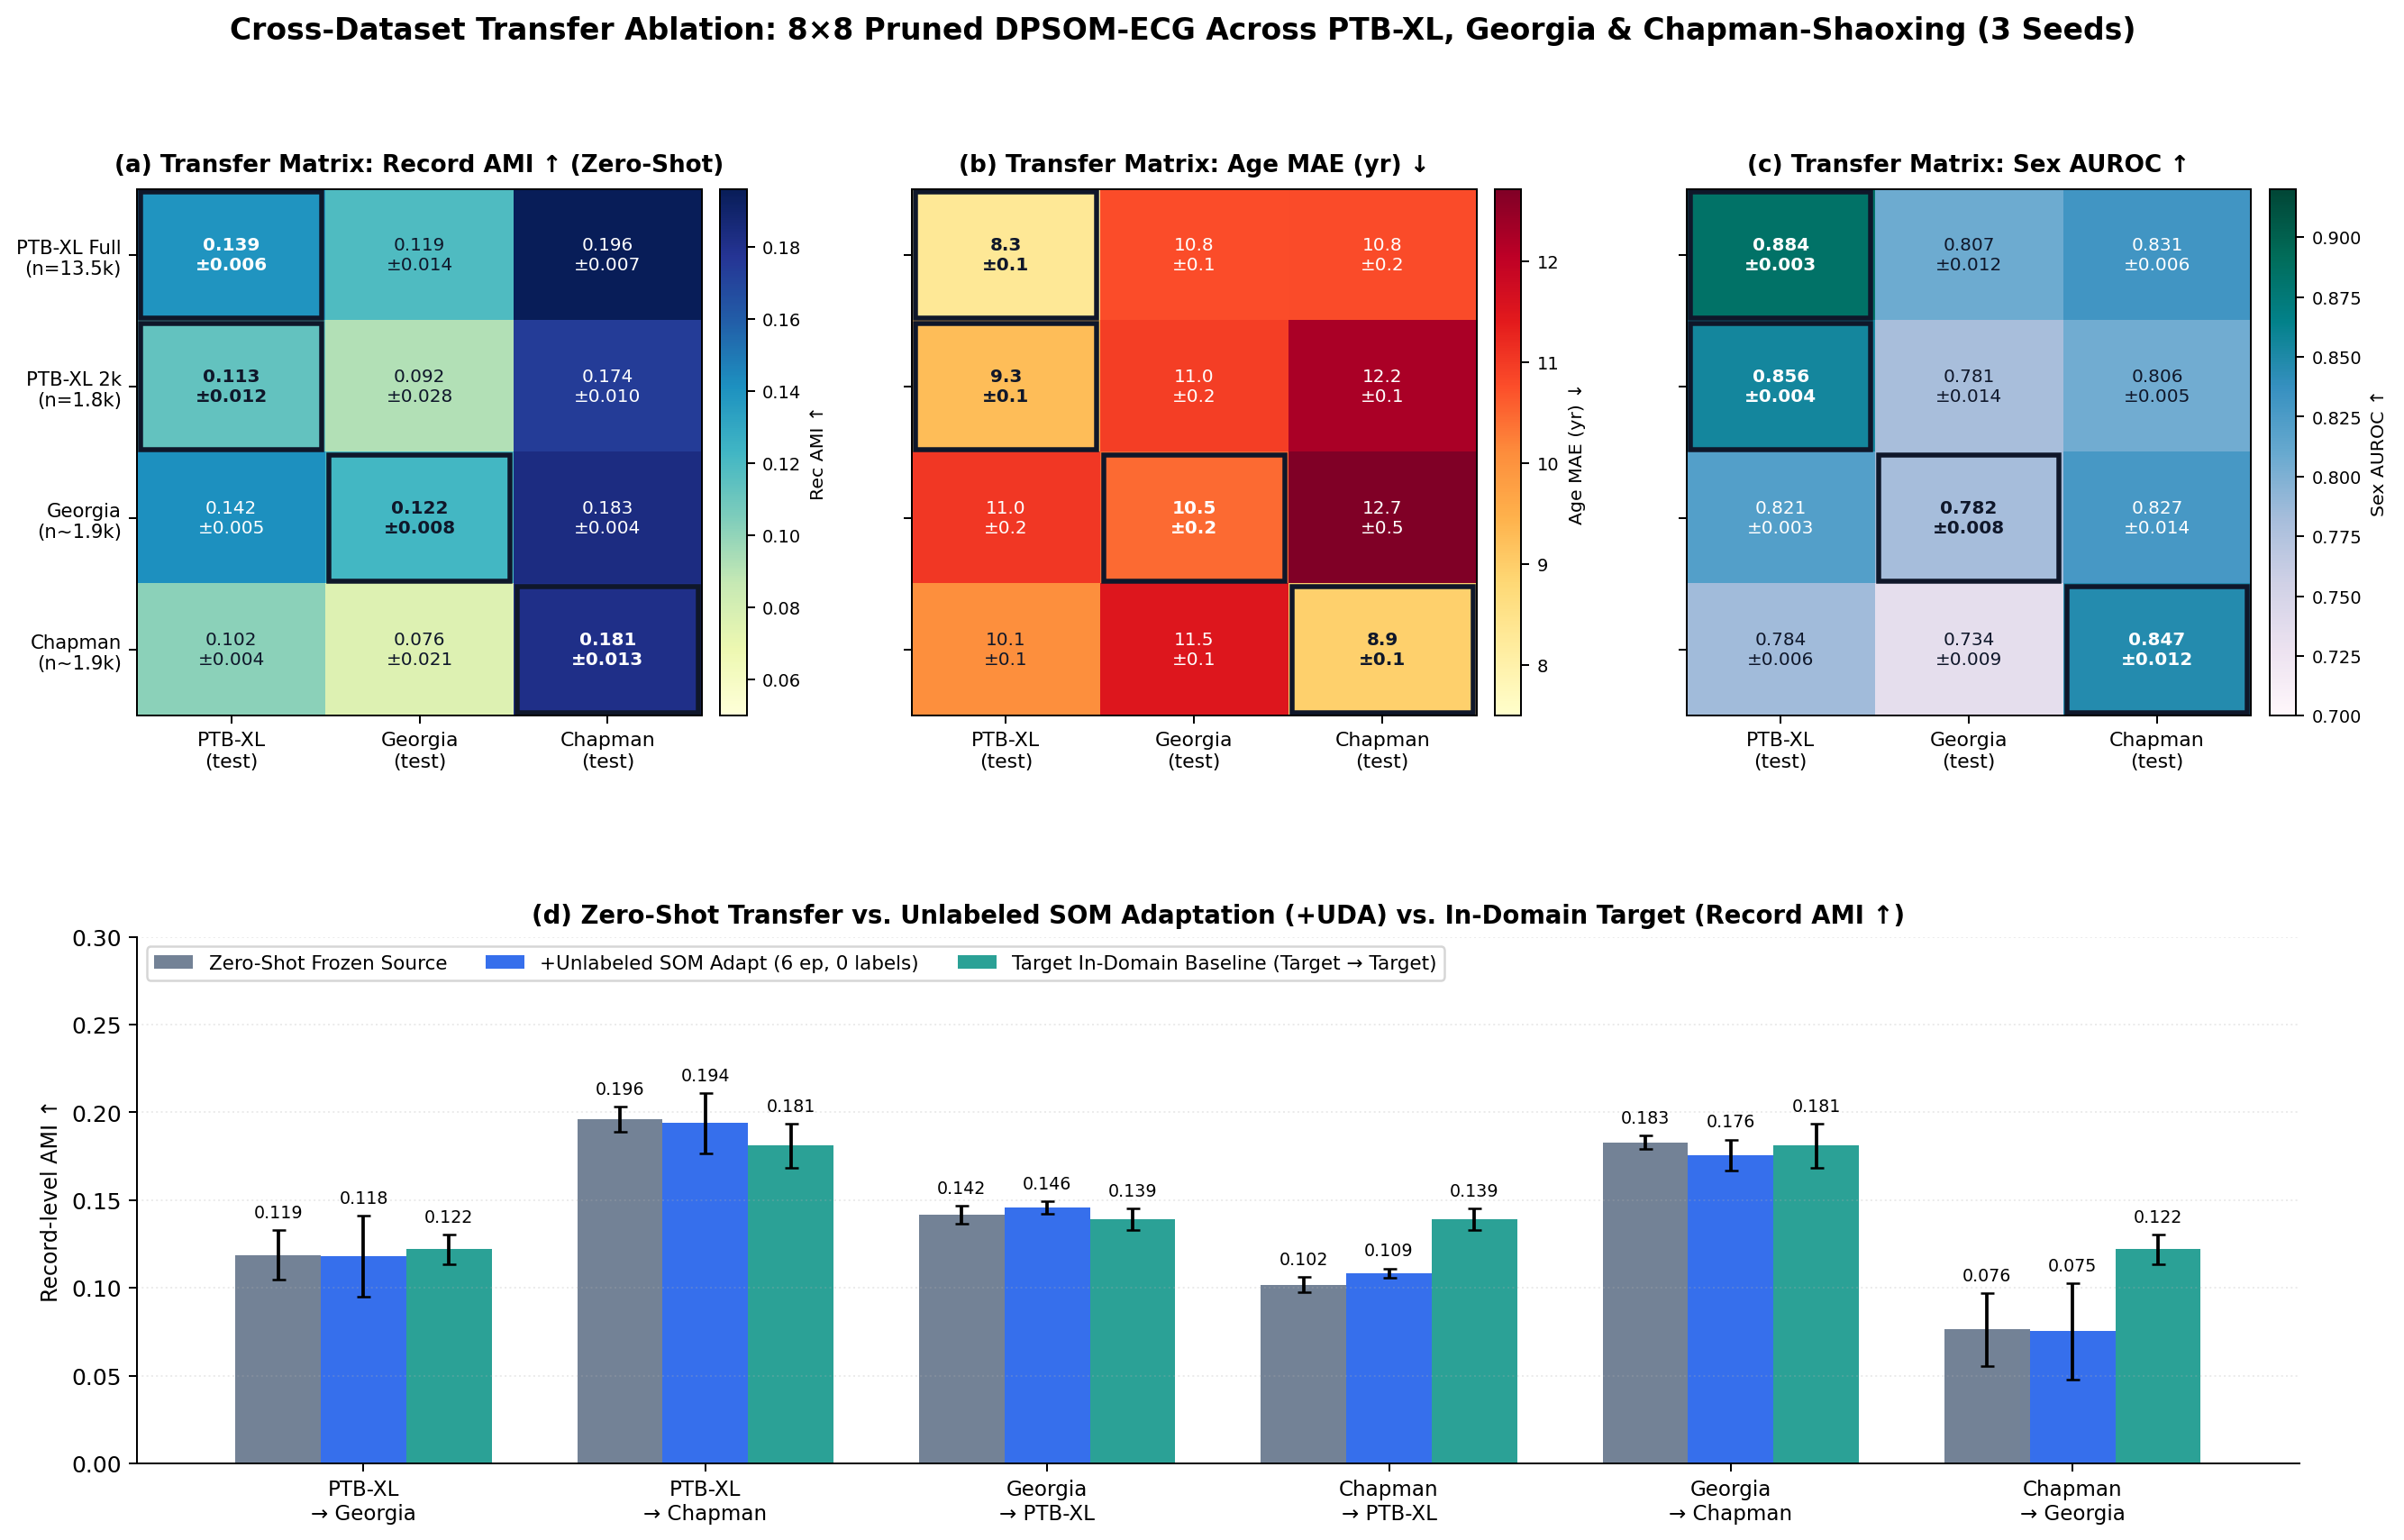 Cross-Dataset Transfer Ablation: 8×8 Pruned DPSOM-ECG Across PTB-XL, Georgia & Chapman-Shaoxing (3 Seeds)
(a) Transfer Matrix: Record AMI ↑ (Zero-Shot)
PTB-XL Full
(n=13.5k)
PTB-XL 2k
(n=1.8k)
Georgia
(n~1.9k)
Chapman
(n~1.9k)
0.139
±0.006
0.119
±0.014
0.196
±0.007
0.113
±0.012
0.092
±0.028
0.174
±0.010
0.142
±0.005
0.122
±0.008
0.183
±0.004
0.102
±0.004
0.076
±0.021
0.181
±0.013
PTB-XL
(test)
Georgia
(test)
Chapman
(test)
0.18
0.16
0.14
0.12
0.10
0.08
0.06
Rec AMI ↑
(b) Transfer Matrix: Age MAE (yr) ↓
8.3
±0.1
10.8
±0.1
10.8
±0.2
9.3
±0.1
11.0
±0.2
12.2
±0.1
11.0
±0.2
10.5
±0.2
12.7
±0.5
10.1
±0.1
11.5
±0.1
8.9
±0.1
PTB-XL
(test)
Georgia
(test)
Chapman
(test)
12
11
10
9
8
Age MAE (yr) ↓
(c) Transfer Matrix: Sex AUROC ↑
0.884
±0.003
0.807
±0.012
0.831
±0.006
0.856
±0.004
0.781
±0.014
0.806
±0.005
0.821
±0.003
0.782
±0.008
0.827
±0.014
0.784
±0.006
0.734
±0.009
0.847
±0.012
PTB-XL
(test)
Georgia
(test)
Chapman
(test)
0.900
0.875
0.850
0.825
0.800
0.775
0.750
0.725
0.700
Sex AUROC ↑
(d) Zero-Shot Transfer vs. Unlabeled SOM Adaptation (+UDA) vs. In-Domain Target (Record AMI ↑)
Zero-Shot Frozen Source
+Unlabeled SOM Adapt (6 ep, 0 labels)
Target In-Domain Baseline (Target → Target)
Record-level AMI ↑
0.30
0.25
0.20
0.15
0.10
0.05
0.00
0.119
0.118
0.122
0.196
0.194
0.181
0.142
0.146
0.139
0.102
0.109
0.139
0.183
0.176
0.181
0.076
0.075
0.122
PTB-XL
→ Georgia
PTB-XL
→ Chapman
Georgia
→ PTB-XL
Chapman
→ PTB-XL
Georgia
→ Chapman
Chapman
→ Georgia